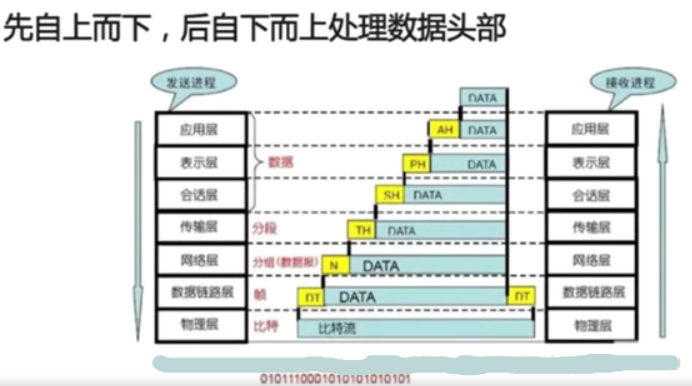 先自上而下，后自下而上处理数据头部
发送进程
接收进程
DATA
应用层
AH
DATA
应用层
表示层
数据
PH
DATA
表示层
会话层
SH
DATA
会话层
传输层
分段
TH
DATA
传输层
网络层
分组(数据报)
N
DATA
网络层
数据链路层
帧
DT
DATA
DT
数据链路层
物理层
比特
比特流
物理层
0101110001010101010101